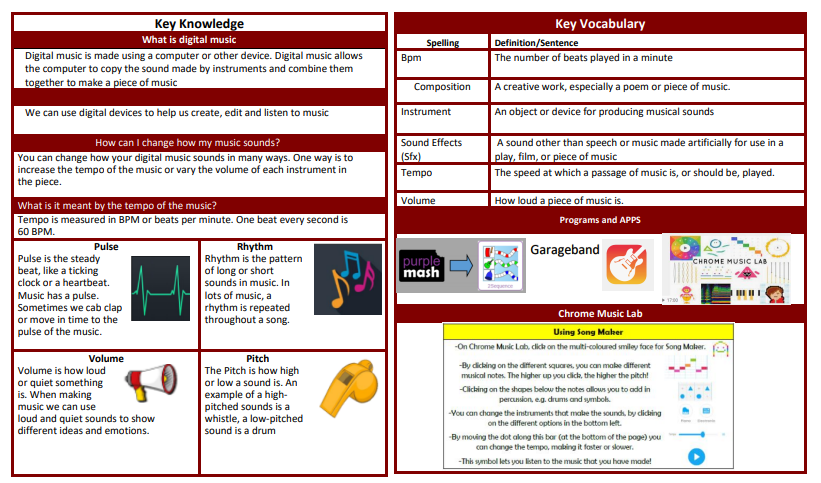 Key Knowledge
What is digital music
Digital music is made using a computer or other device. Digital music allows
the computer to copy the sound made by instruments and combine them
together to make a piece of music
We can use digital devices to help us create, edit and listen to music
How can I change how my music sounds?
You can change how your digital music sounds in many ways. One way is to
increase the tempo of the music or vary the volume of each instrument in
the piece.
What is it meant by the tempo of the music?
Tempo is measured in BPM or beats per minute. One beat every second is
60 BPM.
Pulse
Pulse is the steady
beat, like a ticking
clock or a heartbeat.
Music has a pulse.
Sometimes we cab clap
or move in time to the
pulse of the music.
Rhythm
Rhythm is the pattern
of long or short
sounds in music. In
lots of music, a
rhythm is repeated
throughout a song.
Volume
Volume is how loud
or quiet something
is. When making
music we can use
loud and quiet sounds to show
different ideas and emotions.
Pitch
The Pitch is how high
or low a sound is. An
example of a high-
pitched sounds is a
whistle, a low-pitched
sound is a drum
Key Vocabulary
Spelling Definition/Sentence
Bpm The number of beats played in a minute
Composition A creative work, especially a poem or piece of music.
Instrument An object or device for producing musical sounds
Sound Effects A sound other than speech or music made artificially for use in a
(Sfx) play, film, or piece of music
Tempo The speed at which a passage of music is, or should be, played.
Volume How loud a piece of music is.
Programs and APPS
purple
mash
2Sequence
Garageband
CHROME MUSIC LAB
Chrome Music Lab
Using Song Maker
-On Chrome Music Lab, click on the multi-coloured smiley face for Song Maker.
-By clicking on the different squares, you can make different
musical notes. The higher up you click, the higher the pitch!
-Clicking on the shapes below the notes allows you to add in
percussion, e.g. drums and symbols.
-You can change the instruments that make the sounds, by clicking
on the different options in the bottom left.
-By moving the dot along this bar (at the bottom of the page) you
can change the tempo, making it faster or slower.
-This symbol lets you listen to the music that you have made!